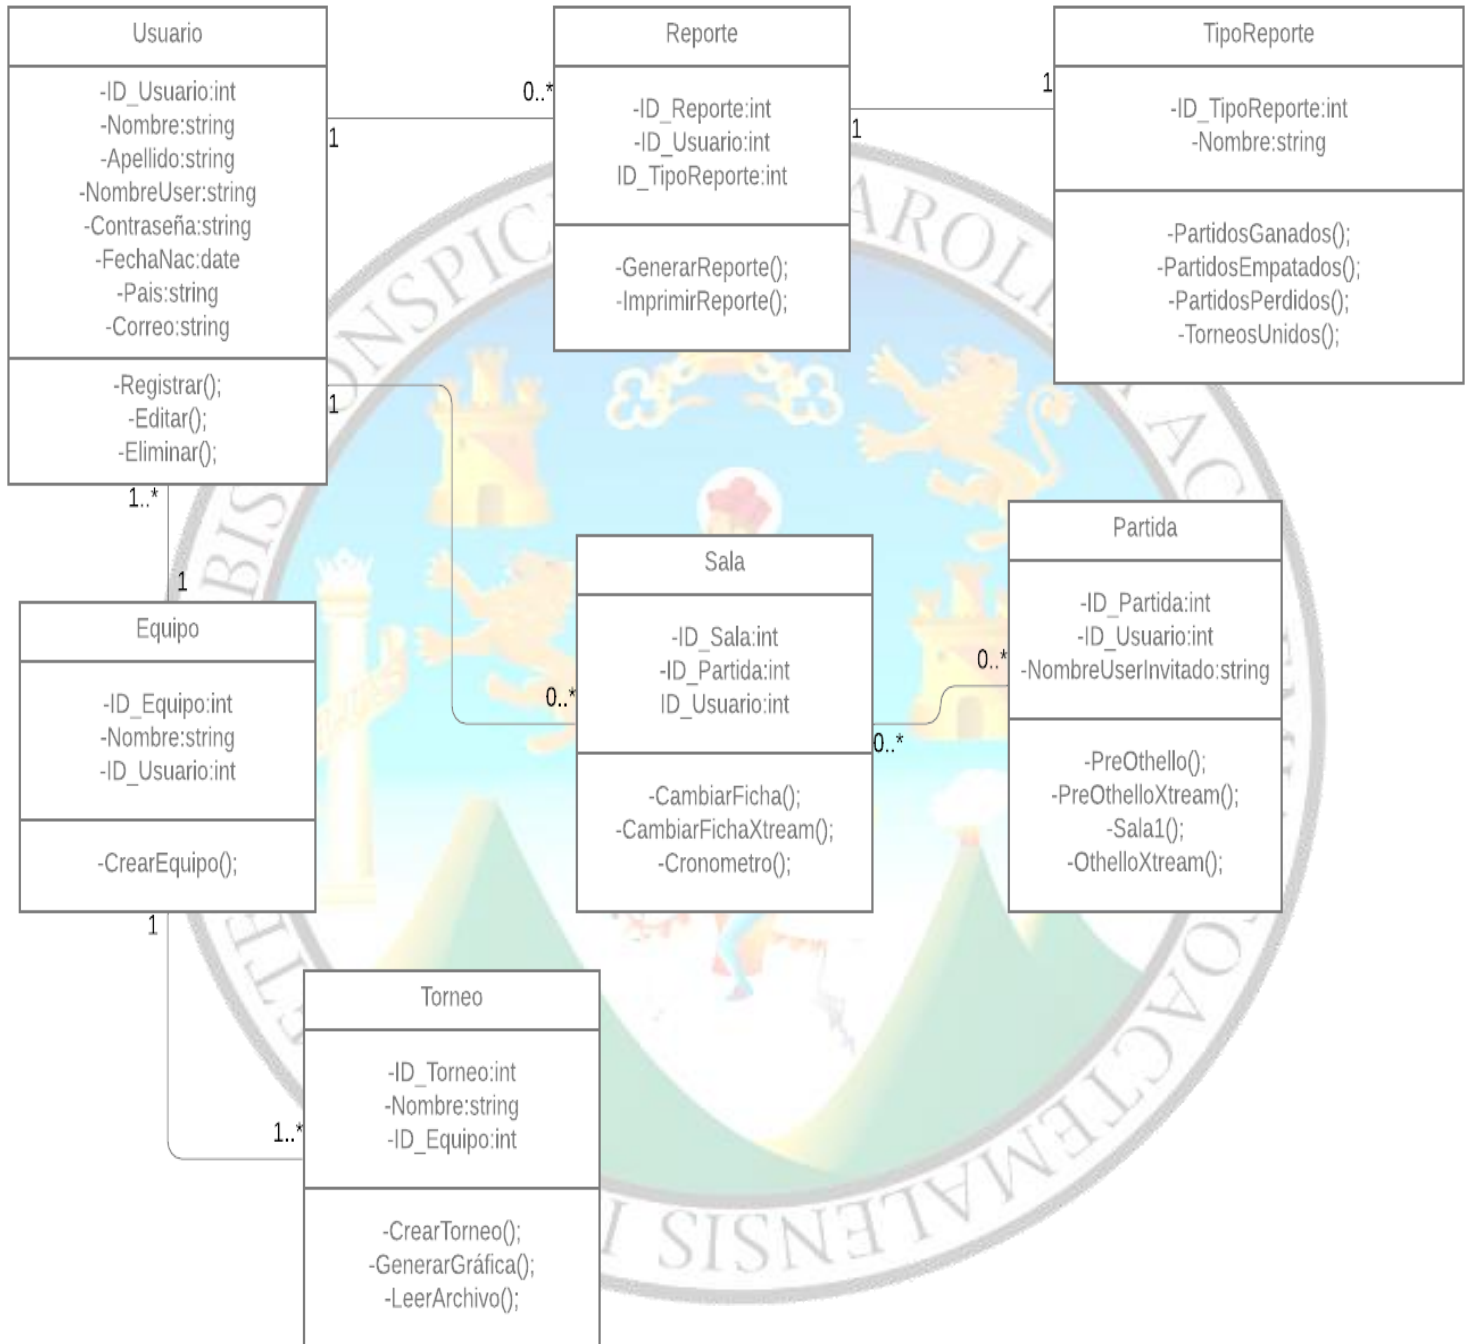 Usuario
-ID_Usuario:int
-Nombre:string
-Apellido:string
-NombreUser:string
-Contraseña:string
-FechaNac:date
-Pais:string
-Correo:string
-Registrar();
-Editar();
-Eliminar();
1
0..*
Reporte
-ID_Reporte:int
-ID_Usuario:int
ID_TipoReporte:int
-GenerarReporte();
-ImprimirReporte();
1
1
TipoReporte
-ID_TipoReporte:int
-Nombre:string
-PartidosGanados();
-PartidosEmpatados();
-PartidosPerdidos();
-TorneosUnidos();
1
1..*
1
Equipo
-ID_Equipo:int
-Nombre:string
-ID_Usuario:int
-CrearEquipo();
0..*
Sala
-ID_Sala:int
-ID_Partida:int
ID_Usuario:int
-CambiarFicha();
-CambiarFichaXtream();
-Cronometro();
0..*
0..*
Partida
-ID_Partida:int
-ID_Usuario:int
-NombreUserInvitado:string
-PreOthello();
-PreOthelloXtream();
-Sala1();
-OthelloXtream();
1
1..*
Torneo
-ID_Torneo:int
-Nombre:string
-ID_Equipo:int
-CrearTorneo();
-GenerarGráfica();
-LeerArchivo();